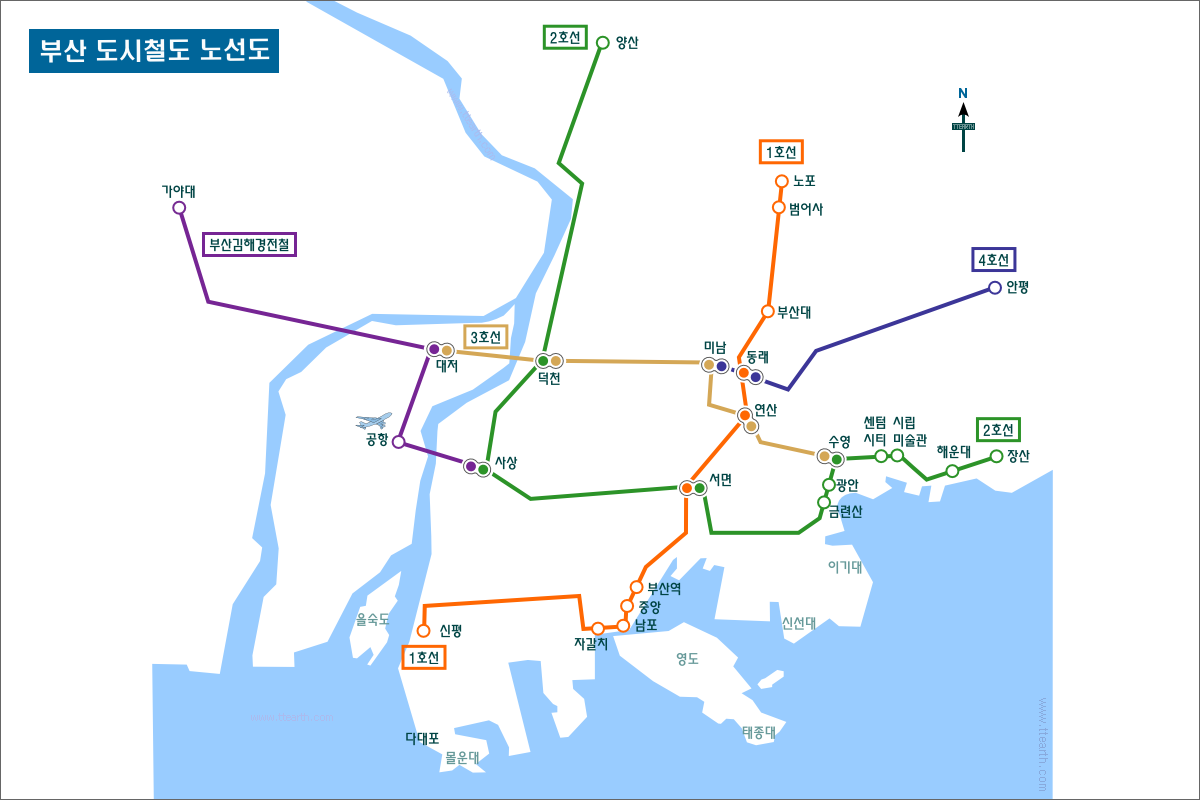 부산 도시철도 노선도
2호선
양산
N
TTEARTH
1호선
노포
범어사
가야대
부산김해경전철
4호선
안평
부산대
3호선
대저
덕천
미남
동래
공항
사상
연산
서면
수영
센텀
시티
시립
미술관
해운대
2호선
장산
광안
금련산
이기대
을숙도
신평
1호선
부산역
중앙
남포
자갈치
신선대
영도
태종대
다대포
몰운대
www.ttearth.com
www.ttearth.com